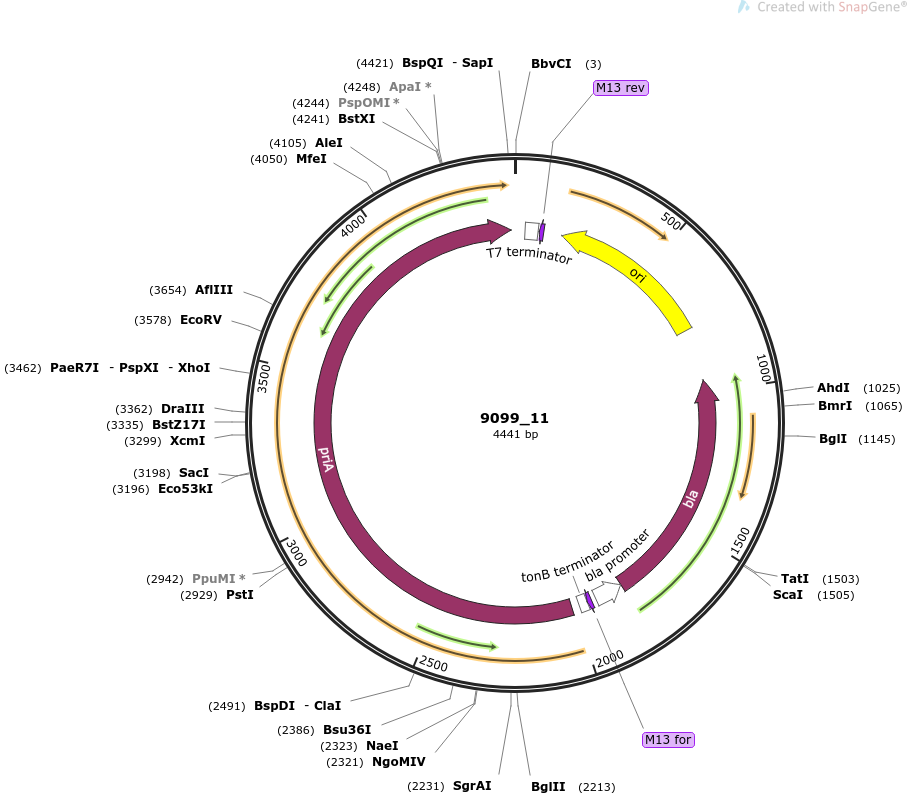 Created with SnapGene®
(4421) BspQI - SapI
BbvCI (3)
(4248) ApaI *
M13 rev
(4244) PspOMI *
(4241) BstXI
(4105) AleI
(4050) MfeI
500
4000
T7 terminator
ori
(3654) AflIII
(3578) EcoRV
(3462) PaeR7I - PspXI - XhoI
3500
1000
AhdI (1025)
(3362) DraIII
BmrI (1065)
9099_11
(3335) BstZ17I
4441 bp
(3299) XcmI
BglI (1145)
priA
(3198) SacI
(3196) Eco53kI
bla
3000
1500
tonB terminator
bla promoter
(2942) PpuMI *
TatI (1503)
(2929) PstI
ScaI (1505)
2500
2000
(2491) BspDI - ClaI
(2386) Bsu36I
M13 for
(2323) NaeI
(2321) NgoMIV
(2231) SgrAI
BglII (2213)